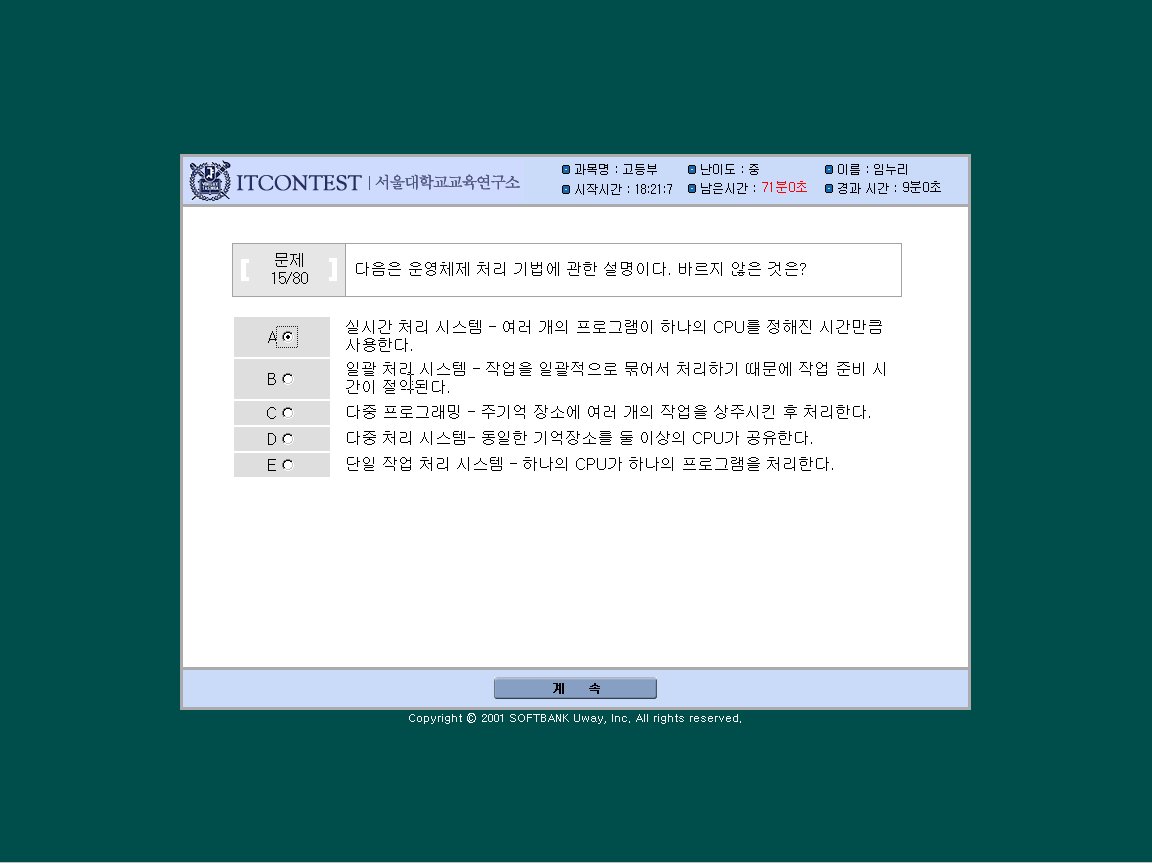 ITCONTEST | 서울대학교교육연구소
과목명 : 고등부 난이도 : 중 이름 : 임누리
시작시간 : 18:21:7 남은시간 : 71분0초 경과 시간 : 9분0초
[ 문제 15/80 ]
다음은 운영체제 처리 기법에 관한 설명이다. 바르지 않은 것은?
A 실시간 처리 시스템 - 여러 개의 프로그램이 하나의 CPU를 정해진 시간만큼
사용한다.
B 일괄 처리 시스템 - 작업을 일괄적으로 묶어서 처리하기 때문에 작업 준비 시
간이 절약된다.
C 다중 프로그래밍 - 주기억 장소에 여러 개의 작업을 상주시킨 후 처리한다.
D 다중 처리 시스템- 동일한 기억장소를 둘 이상의 CPU가 공유한다.
E 단일 작업 처리 시스템 - 하나의 CPU가 하나의 프로그램을 처리한다.
계 속
Copyright © 2001 SOFTBANK Uway, Inc, All rights reserved,